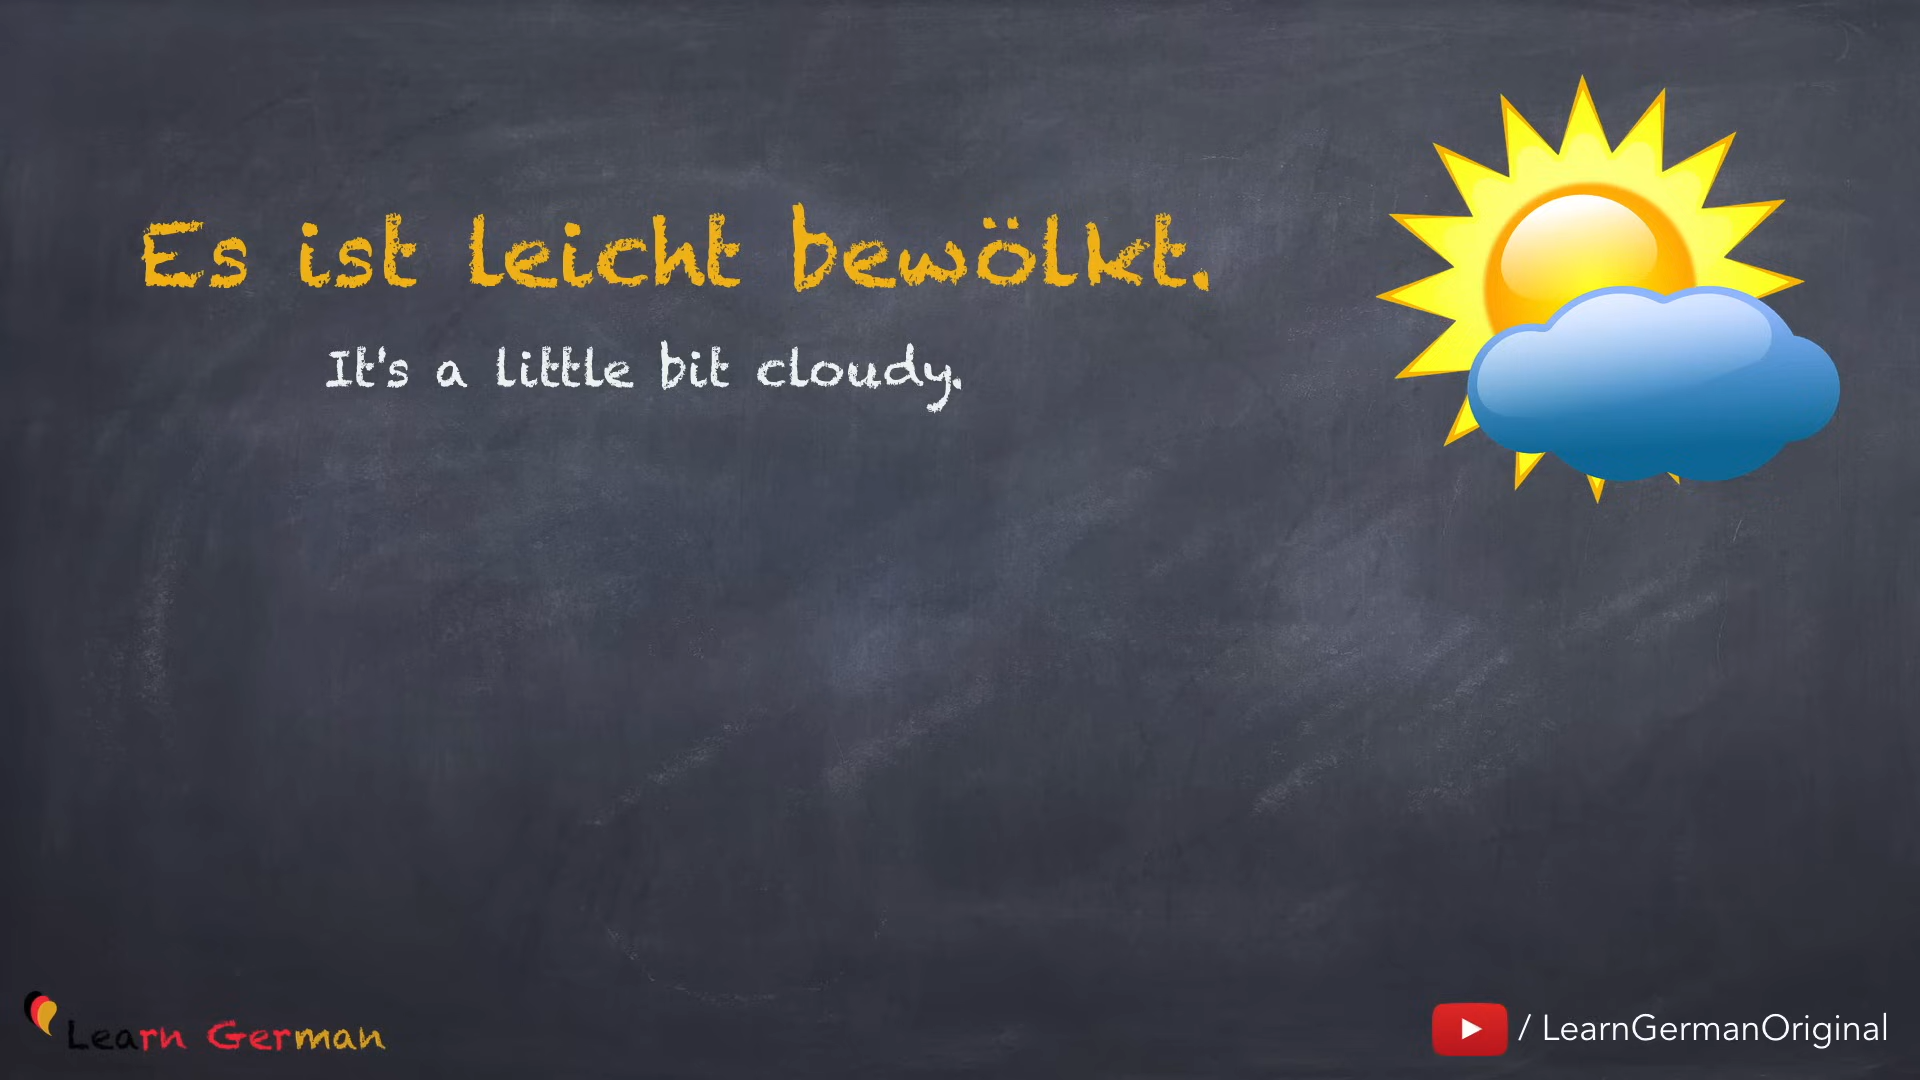 Es ist leicht bewölkt.
It's a little bit cloudy.
Learn German
/ LearnGermanOriginal